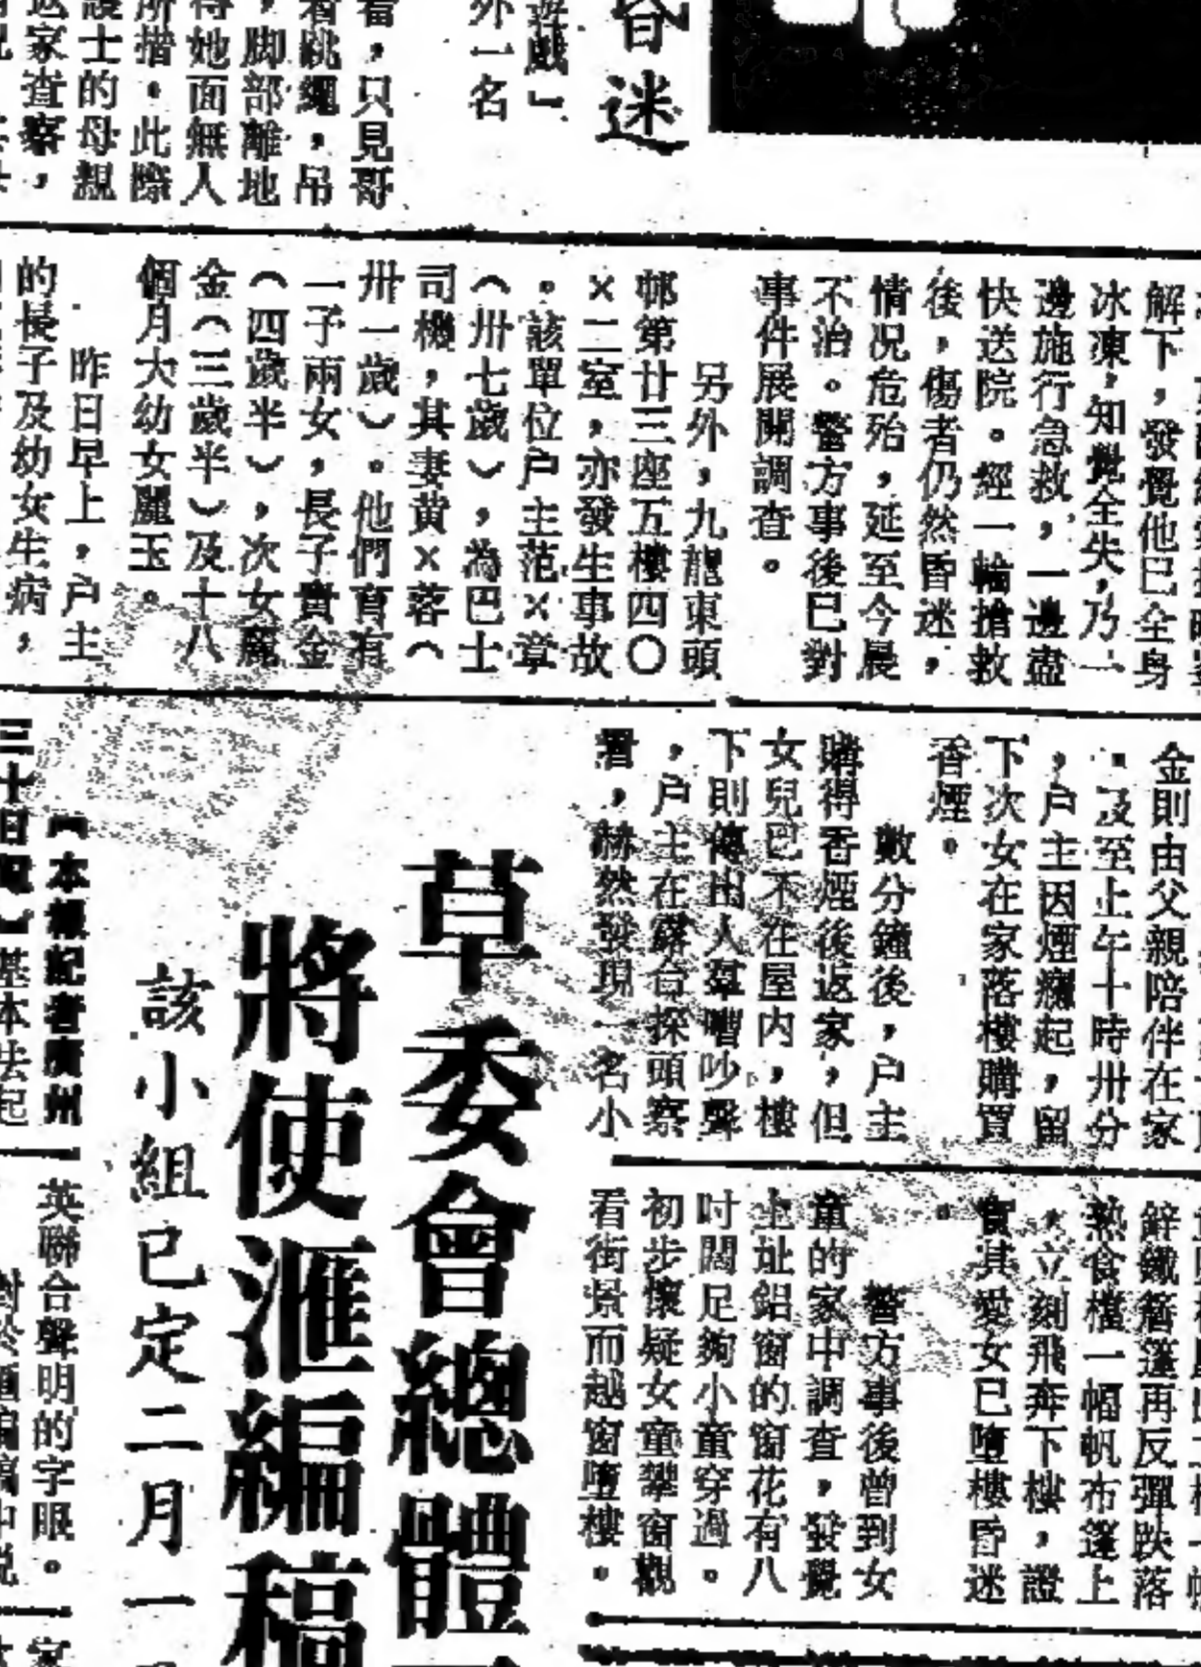 昏迷
遊戲」
外一名
看，只見哥
看跳繩，吊
，脚部離地
得她面無人
所措。此際
護士的母親
返家查察，
解下，發覺他已全身
冰凍，知覺全失，乃一
邊施行急救，一邊盡
快送院。經一輪搶救
後，傷者仍然昏迷，
情况危殆，延至今晨
不治。警方事後已對
事件展開調查。
另外，九龍東頭
邨第廿三座五樓四〇
×二室，亦發生事故
。該單位户主范×章
（卅七歲），為巴士
司機，其妻黄×蓉（
卅一歲）。他們育有
一子兩女，長子寶金
（四歲半），次女麗
金（三歲半）及十八
個月大幼女麗玉。
昨日早上，户主
的長子及幼女生病，
金則由父親陪伴在家
。及至上午十時卅分
，户主因煙癮起，留
下次女在家落樓購買
香煙。
數分鐘後，户主
購得香煙後返家，但
女兒已不在屋內，樓
下則傳出人羣嘈吵聲
，户主在露台探頭察
看，赫然發現一名小
鋅鐵簷篷再反彈跌落
熟食檔一幅帆布篷上
，立刻飛奔下樓，證
實其愛女已墮樓昏迷
。
警方事後曾到女
童的家中調查，發覺
上址鋁窗的窗花有八
吋闊足夠小童穿過。
初步懷疑女童攀窗觀
看街景而越窗墮樓。
草委會總體
將使滙編稿
該小組已定二月一
【本報記者廣州
三十日電】基本法起
英聯合聲明的字眼。